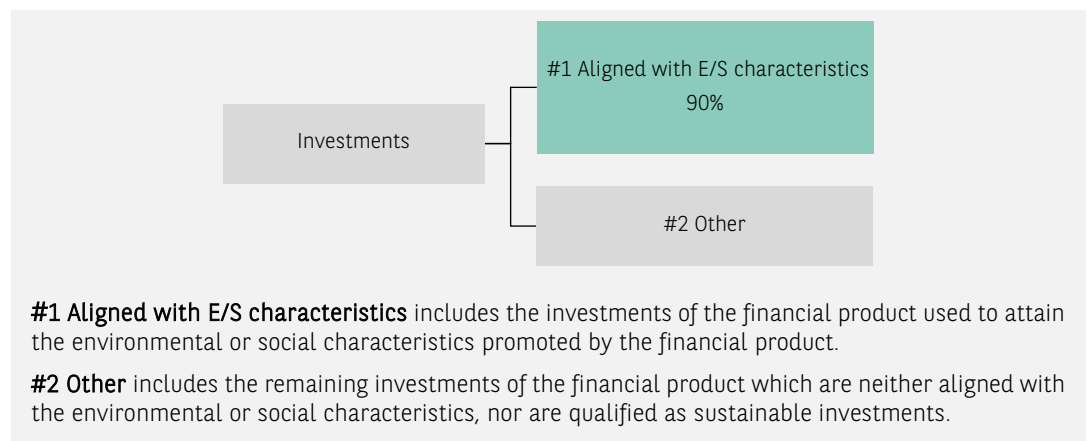 #1 Aligned with E/S characteristics
90%
Investments
#2 Other
#1 Aligned with E/S characteristics includes the investments of the financial product used to attain
the environmental or social characteristics promoted by the financial product.
#2 Other includes the remaining investments of the financial product which are neither aligned with
the environmental or social characteristics, nor are qualified as sustainable investments.